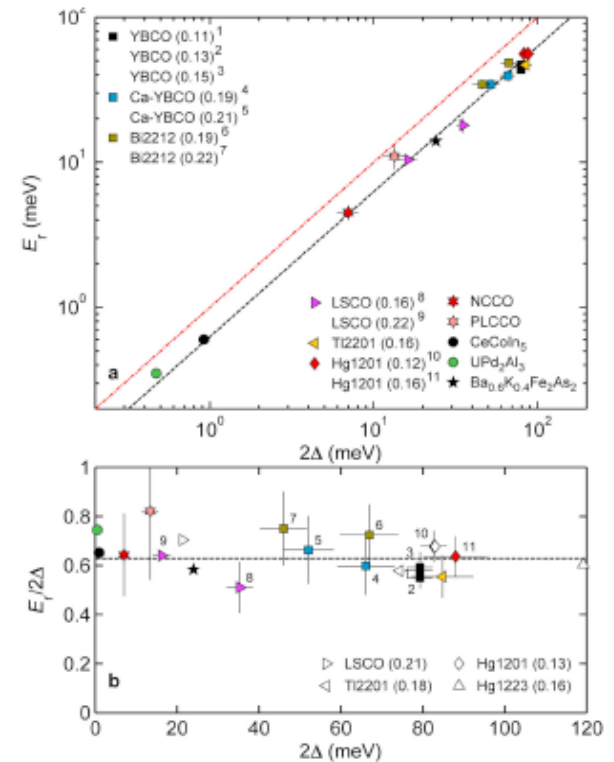 10²
YBCO (0.11)¹
YBCO (0.13)²
YBCO (0.15)³
Ca-YBCO (0.19)⁴
Ca-YBCO (0.21)⁵
Bi2212 (0.19)⁶
Bi2212 (0.22)⁷
10¹
Eᵣ (meV)
10⁰
LSCO (0.16)⁸
LSCO (0.22)⁹
Tl2201 (0.16)
Hg1201 (0.12)¹⁰
Hg1201 (0.16)¹¹
NCCO
PLCCO
CeCoIn₅
UPd₂Al₃
Ba₀.₆K₀.₄Fe₂As₂
a
10⁰ 10¹ 10²
2Δ (meV)
1
0.8
0.6
0.4
0.2
0
Eᵣ/2Δ
7 6 10 11
9 5 3
8 4 2
LSCO (0.21)
Tl2201 (0.18)
Hg1201 (0.13)
Hg1223 (0.16)
b
0 20 40 60 80 100 120
2Δ (meV)